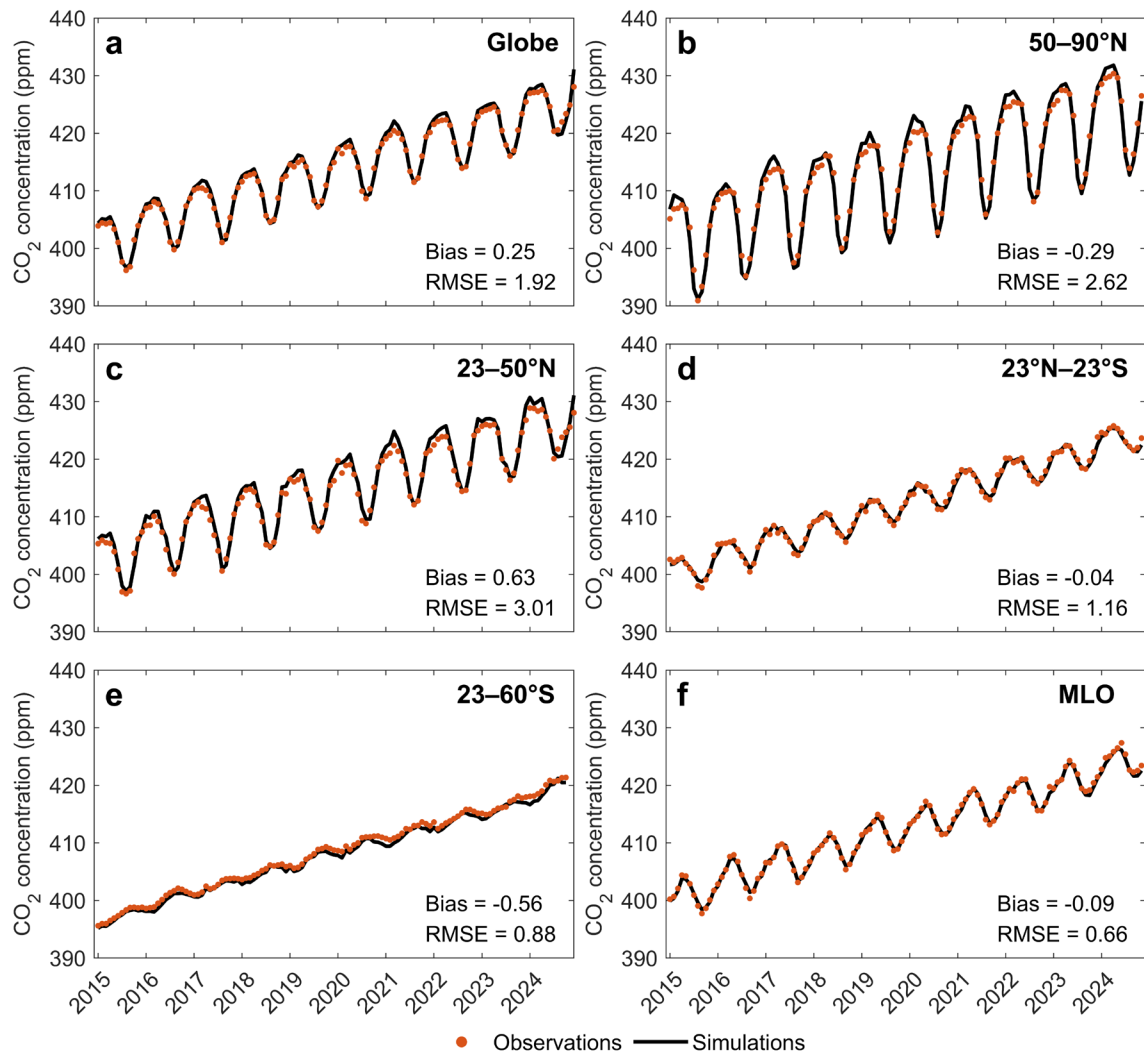 a
Globe
CO2 concentration (ppm)
440
430
420
410
400
390
Bias = 0.25
RMSE = 1.92
b
50–90°N
CO2 concentration (ppm)
440
430
420
410
400
390
Bias = -0.29
RMSE = 2.62
c
23–50°N
CO2 concentration (ppm)
440
430
420
410
400
390
Bias = 0.63
RMSE = 3.01
d
23°N–23°S
CO2 concentration (ppm)
440
430
420
410
400
390
Bias = -0.04
RMSE = 1.16
e
23–60°S
CO2 concentration (ppm)
440
430
420
410
400
390
Bias = -0.56
RMSE = 0.88
2015
2016
2017
2018
2019
2020
2021
2022
2023
2024
f
MLO
CO2 concentration (ppm)
440
430
420
410
400
390
Bias = -0.09
RMSE = 0.66
2015
2016
2017
2018
2019
2020
2021
2022
2023
2024
Observations
Simulations